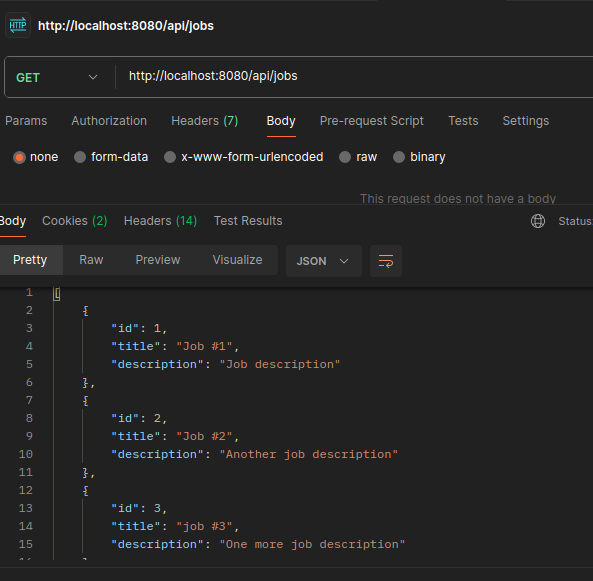 HTTP http://localhost:8080/api/jobs
GET http://localhost:8080/api/jobs
Params Authorization Headers (7) Body Pre-request Script Tests Settings
none form-data x-www-form-urlencoded raw binary
This request does not have a body
Body Cookies (2) Headers (14) Test Results Status:
Pretty Raw Preview Visualize JSON
1 [
2 {
3 "id": 1,
4 "title": "Job #1",
5 "description": "Job description"
6 },
7 {
8 "id": 2,
9 "title": "Job #2",
10 "description": "Another job description"
11 },
12 {
13 "id": 3,
14 "title": "job #3",
15 "description": "One more job description"